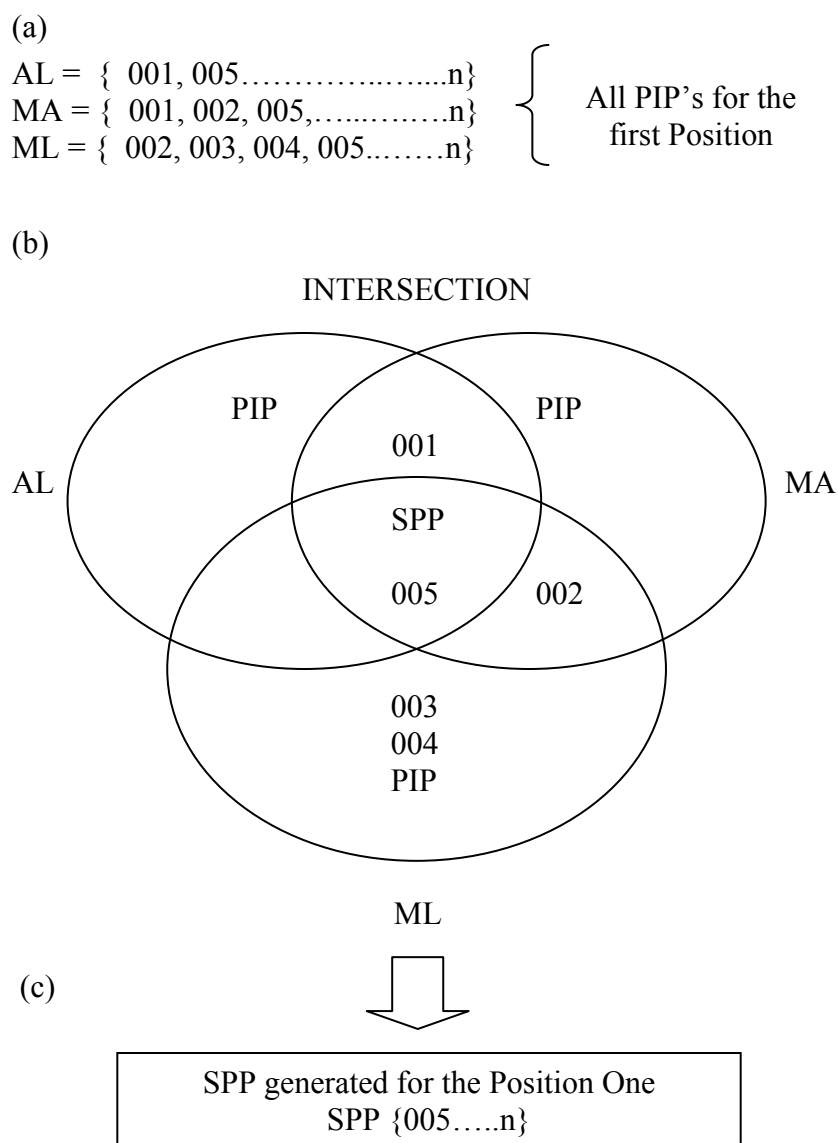 (a)
AL = { 001, 005…………..…....n}
MA = { 001, 002, 005,…...….…..n}
ML = { 002, 003, 004, 005..……n}
All PIP’s for the
first Position
(b)
INTERSECTION
PIP PIP
001
AL MA
SPP
005 002
003
004
PIP
ML
(c)
SPP generated for the Position One
SPP {005…..n}